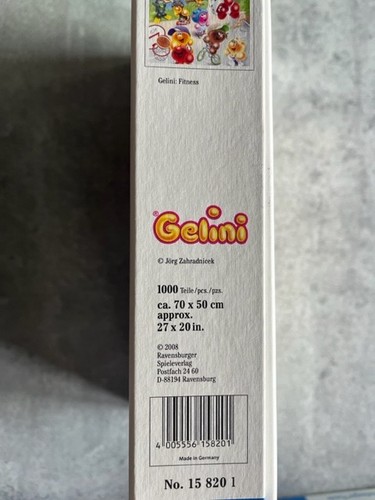 Gelini: Fitness
®Gelini
© Jörg Zahradnicek
1000 Teile/pcs./pzs.
ca. 70 x 50 cm
approx.
27 x 20 in.
© 2008
Ravensburger
Spieleverlag
Postfach 24 60
D-88194 Ravensburg
4 005556 158201
Made in Germany
No. 15 820 1